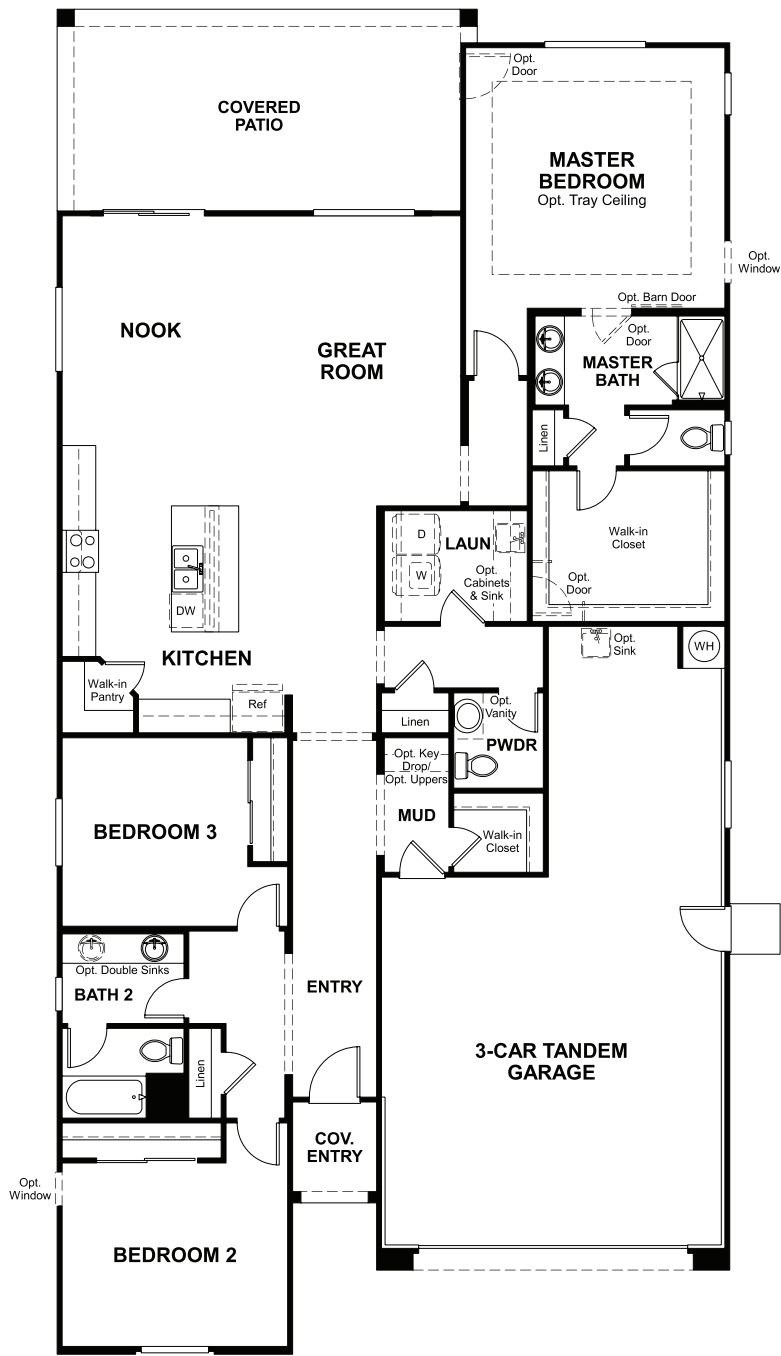 COVERED
PATIO
Opt.
Door
MASTER
BEDROOM
Opt. Tray Ceiling
Opt.
Window
Opt. Barn Door
Opt.
Door
MASTER
BATH
NOOK
GREAT
ROOM
Linen
Walk-in
Closet
Opt.
Door
D
W
LAUN
Opt.
Cabinets
& Sink
DW
KITCHEN
Walk-in
Pantry
Ref
Opt.
Sink
WH
Linen
Opt.
Vanity
PWDR
Opt. Key
Drop/
Opt. Uppers
MUD
Walk-in
Closet
BEDROOM 3
Opt. Double Sinks
BATH 2
ENTRY
Linen
3-CAR TANDEM
GARAGE
COV.
ENTRY
Opt.
Window
BEDROOM 2